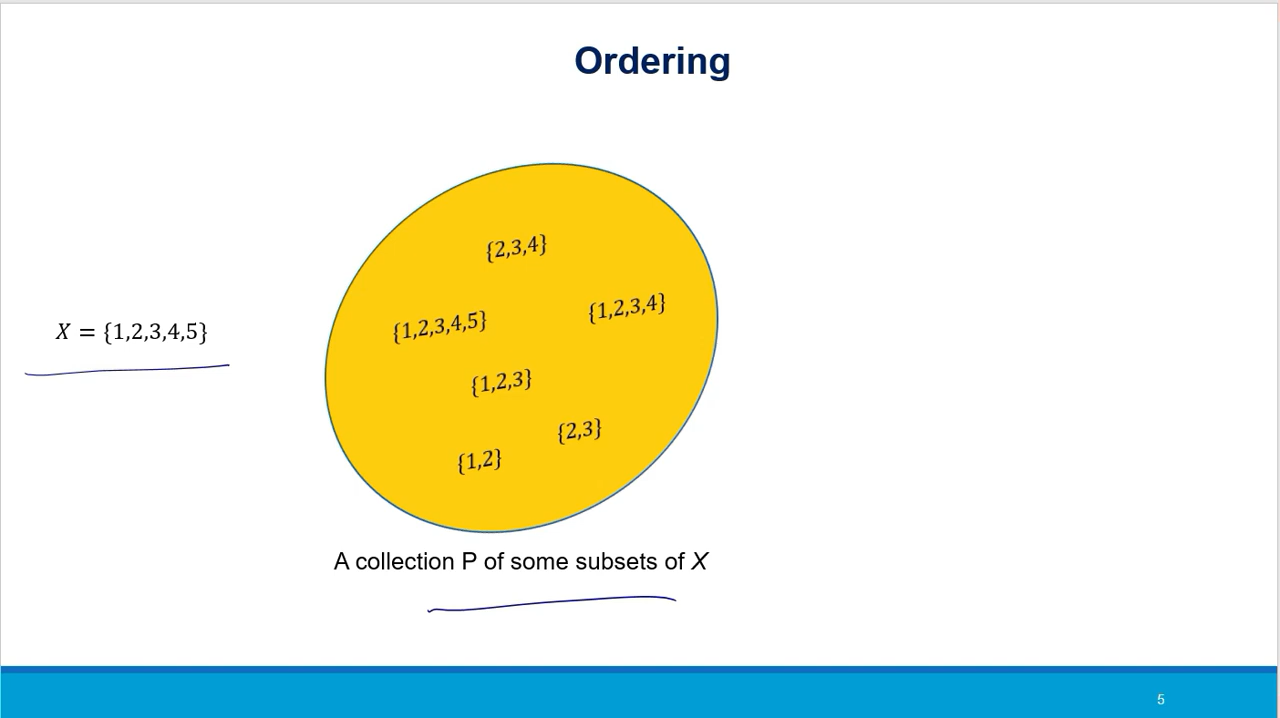 Ordering
{2,3,4}
{1,2,3,4}
{1,2,3,4,5}
X = {1,2,3,4,5}
{1,2,3}
{2,3}
{1,2}
A collection P of some subsets of X
5